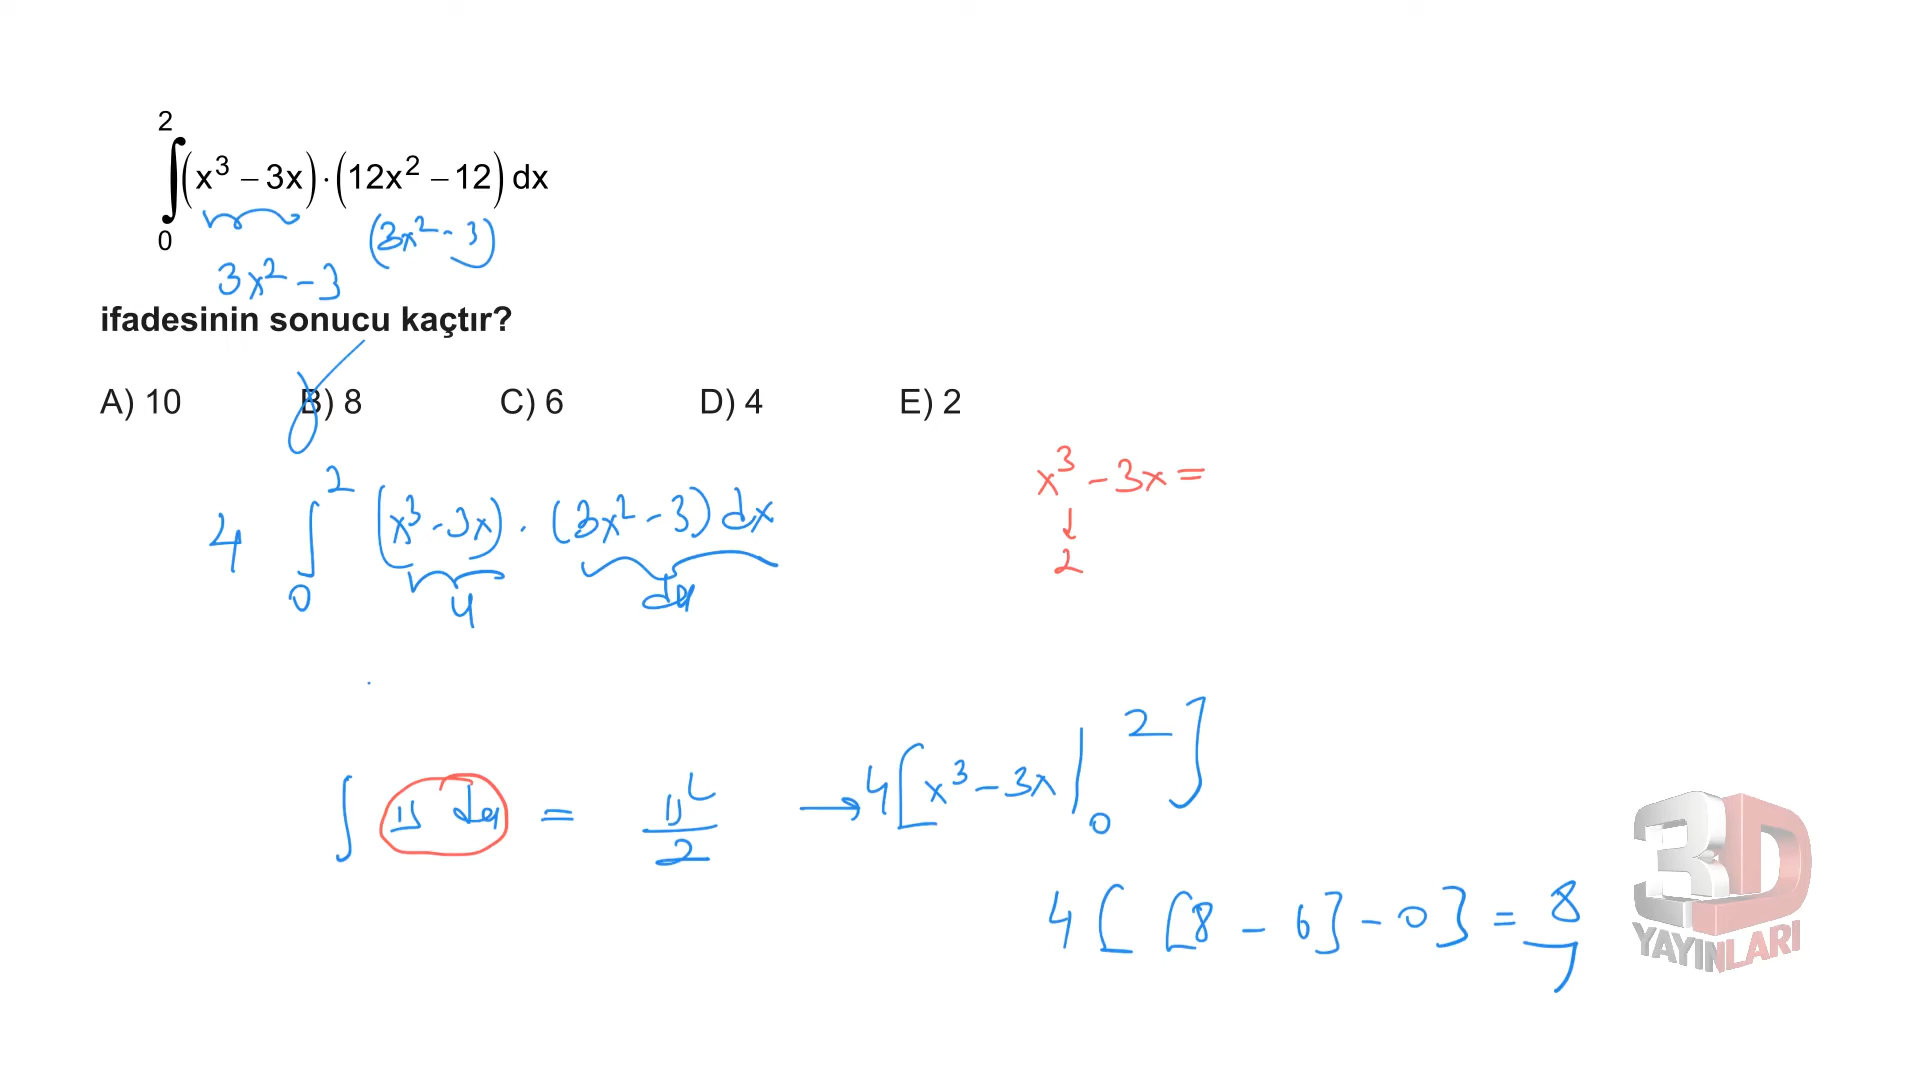 2
∫(x³ − 3x)·(12x² − 12) dx
0
(3x² - 3)
3x² - 3
ifadesinin sonucu kaçtır?
A) 10 B) 8 C) 6 D) 4 E) 2
x³ - 3x =
↓
2
4 ∫₀² (x³ - 3x) · (3x² - 3) dx
u du
∫ u du = u²/2 → 4[x³ - 3x |₀²]
4[[8 - 6] - 0] = 8
3D
YAYINLARI